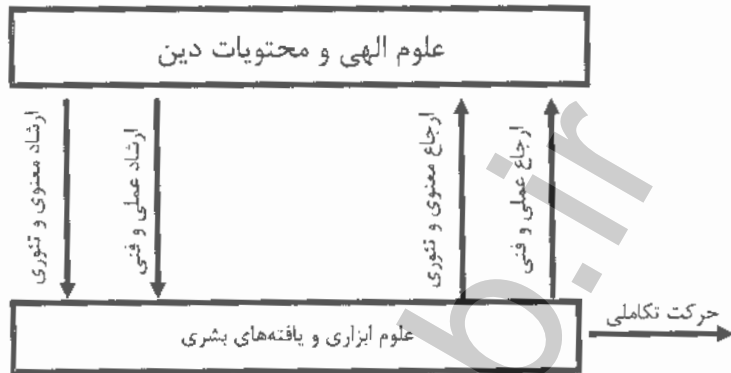 علوم الهی و محتویات دین
ارشاد معنوی و تئوری
ارشاد عملی و فنی
ارجاع معنوی و تئوری
ارجاع عملی و فنی
حرکت تکاملی
علوم ابزاری و یافته‌های بشری
b.ir